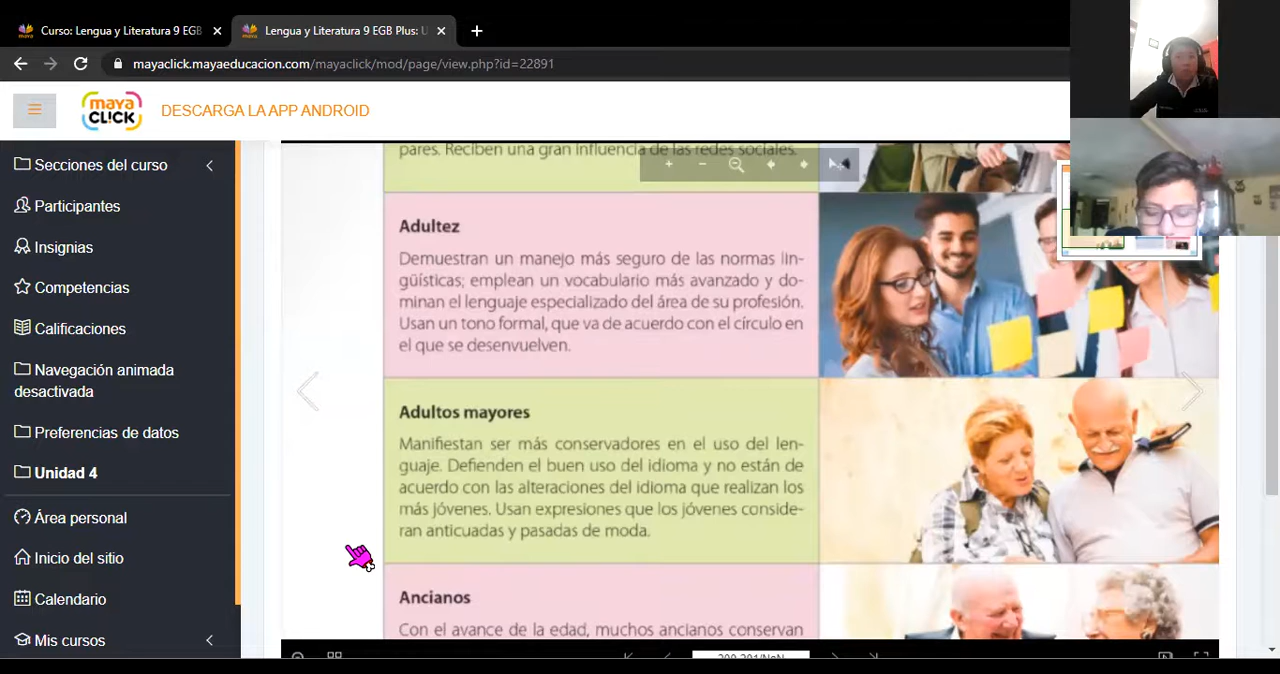 Curso: Lengua y Literatura 9 EGB
Lengua y Literatura 9 EGB Plus: U
mayaclick.mayaeducacion.com/mayaclick/mod/page/view.php?id=22891
maya CLICK
DESCARGA LA APP ANDROID
Secciones del curso
Participantes
Insignias
Competencias
Calificaciones
Navegación animada
desactivada
Preferencias de datos
Unidad 4
Área personal
Inicio del sitio
Calendario
Mis cursos
pares. Reciben una gran influencia de las redes sociales.
Adultez
Demuestran un manejo más seguro de las normas lin-
güísticas; emplean un vocabulario más avanzado y do-
minan el lenguaje especializado del área de su profesión.
Usan un tono formal, que va de acuerdo con el círculo en
el que se desenvuelven.
Adultos mayores
Manifiestan ser más conservadores en el uso del len-
guaje. Defienden el buen uso del idioma y no están de
acuerdo con las alteraciones del idioma que realizan los
más jóvenes. Usan expresiones que los jóvenes conside-
ran anticuadas y pasadas de moda.
Ancianos
Con el avance de la edad, muchos ancianos conservan